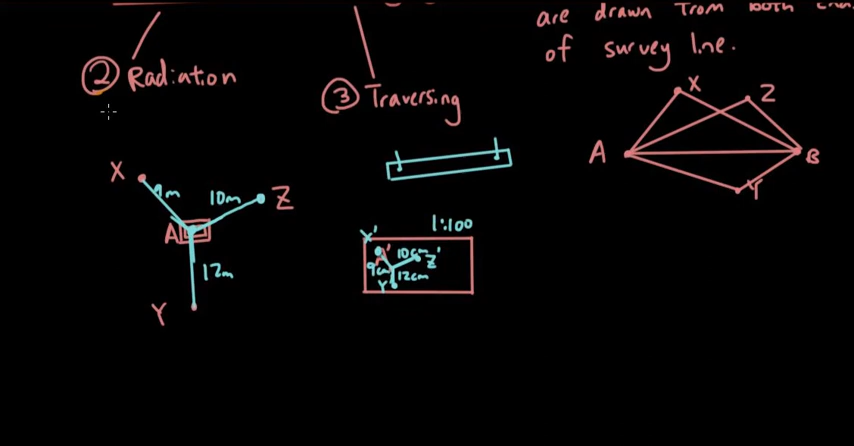 are drawn from both
of survey line.
② Radiation
③ Traversing
X
9m
10m
Z
A
12m
Y
1:100
X'
10cm
Z'
9cm
12cm
Y'
X
Z
A
B
Y